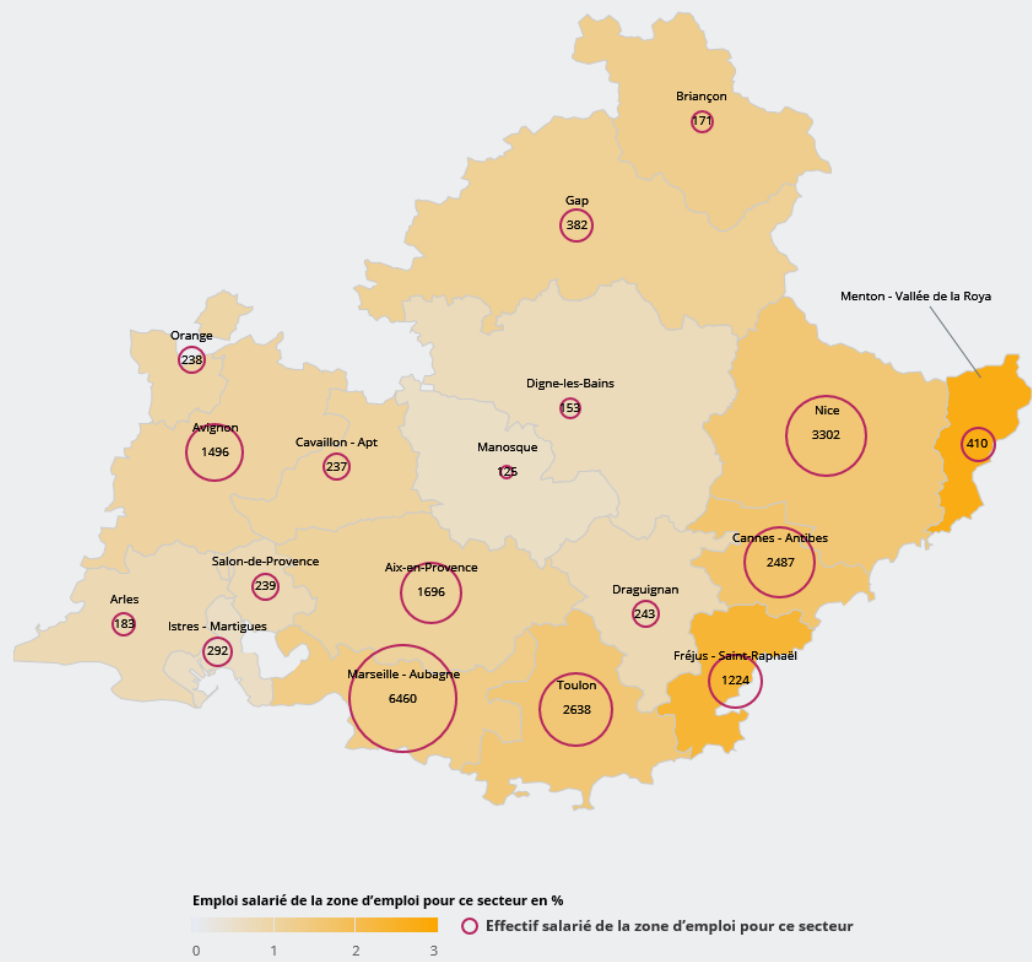 Briançon
171
Gap
382
Menton - Vallée de la Roya
Orange
238
Digne-les-Bains
153
Nice
3302
Avignon
1496
Cavaillon - Apt
237
Manosque
125
410
Cannes - Antibes
2487
Salon-de-Provence
239
Aix-en-Provence
1696
Draguignan
243
Arles
183
Istres - Martigues
292
Fréjus - Saint-Raphaël
1224
Marseille - Aubagne
6460
Toulon
2638
Emploi salarié de la zone d’emploi pour ce secteur en %
Effectif salarié de la zone d’emploi pour ce secteur
0 1 2 3